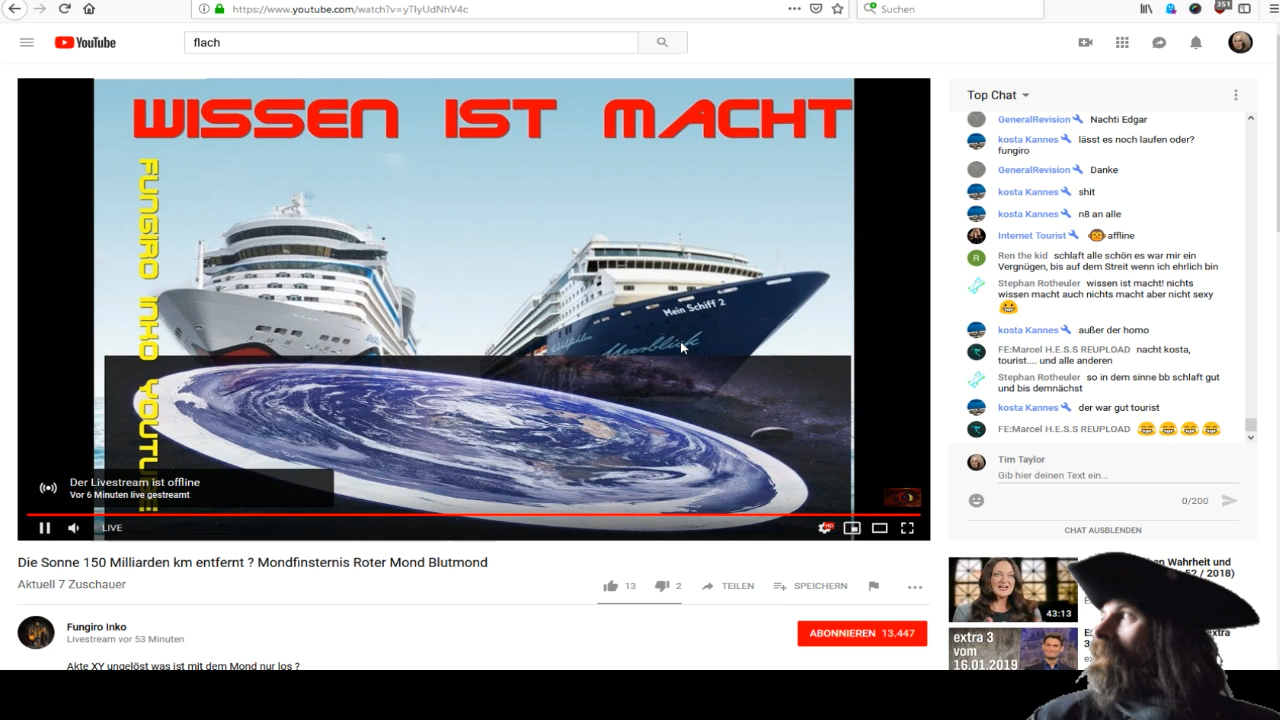 https://www.youtube.com/watch?v=yTIyUdNhV4c
Suchen
351
YouTube
flach
WISSEN IST MACHT
FUNGIRO INKO YOUTUBE
Mein Schiff 2
Meerblick
Der Livestream ist offline
Vor 6 Minuten live gestreamt
LIVE
HD
Die Sonne 150 Milliarden km entfernt ? Mondfinsternis Roter Mond Blutmond
Aktuell 7 Zuschauer
13
2
TEILEN
SPEICHERN
Fungiro Inko
Livestream vor 53 Minuten
ABONNIEREN 13.447
Akte XY ungelöst was ist mit dem Mond nur los ?
Top Chat
GeneralRevision Nachti Edgar
kosta Kannes lässt es noch laufen oder?
fungiro
GeneralRevision Danke
kosta Kannes shit
kosta Kannes n8 an alle
Internet Tourist affline
R
Ren the kid schlaft alle schön es war mir ein
Vergnügen, bis auf dem Streit wenn ich ehrlich bin
Stephan Rotheuler wissen ist macht! nichts
wissen macht auch nichts macht aber nicht sexy
kosta Kannes außer der homo
FE:Marcel H.E.S.S REUPLOAD nacht kosta,
tourist.... und alle anderen
Stephan Rotheuler so in dem sinne bb schlaft gut
und bis demnächst
kosta Kannes der war gut tourist
FE:Marcel H.E.S.S REUPLOAD
Tim Taylor
Gib hier deinen Text ein...
0/200
CHAT AUSBLENDEN
43:13
Wahrheit und
52 / 2018)
extra 3
vom
16.01.2019